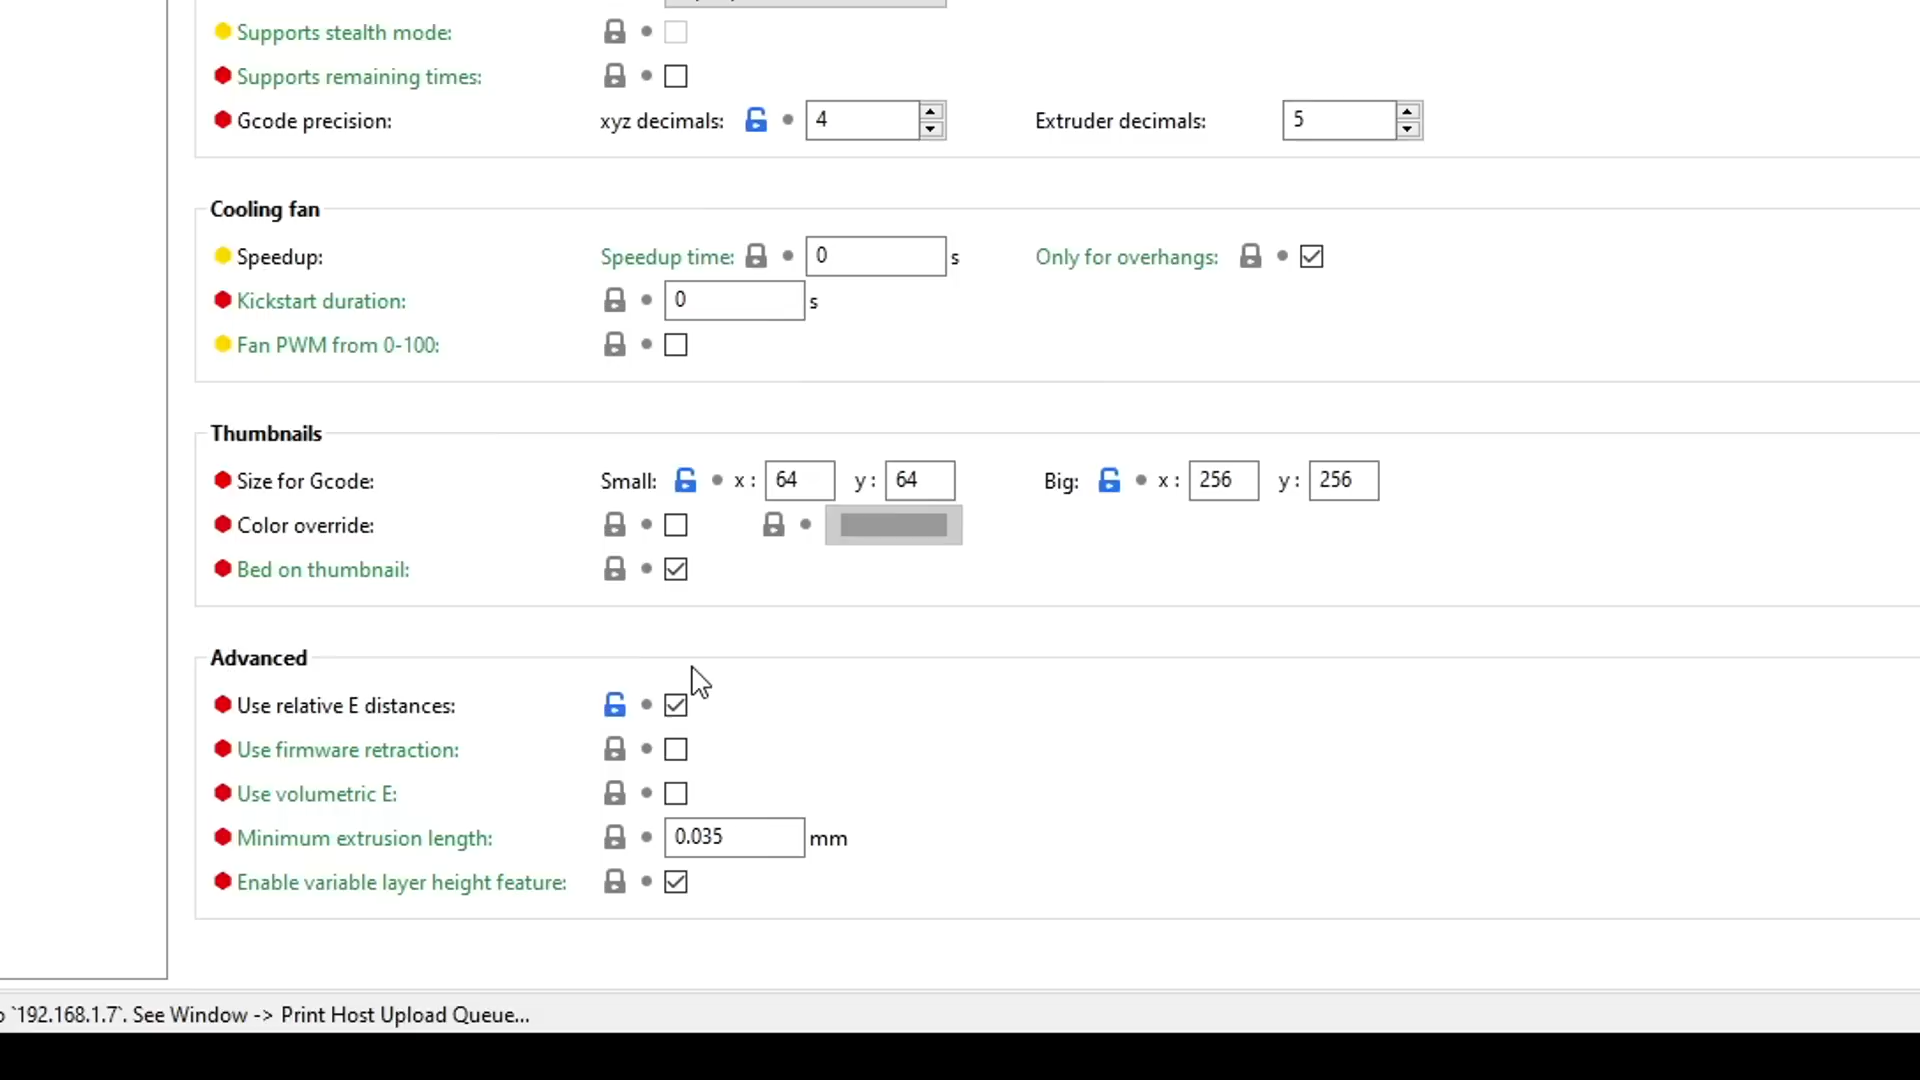 Supports stealth mode:
Supports remaining times:
Gcode precision: xyz decimals: 4 Extruder decimals: 5
Cooling fan
Speedup: Speedup time: 0 s Only for overhangs:
Kickstart duration: 0 s
Fan PWM from 0-100:
Thumbnails
Size for Gcode: Small: x : 64 y : 64 Big: x : 256 y : 256
Color override:
Bed on thumbnail:
Advanced
Use relative E distances:
Use firmware retraction:
Use volumetric E:
Minimum extrusion length: 0.035 mm
Enable variable layer height feature:
`192.168.1.7`. See Window -> Print Host Upload Queue...